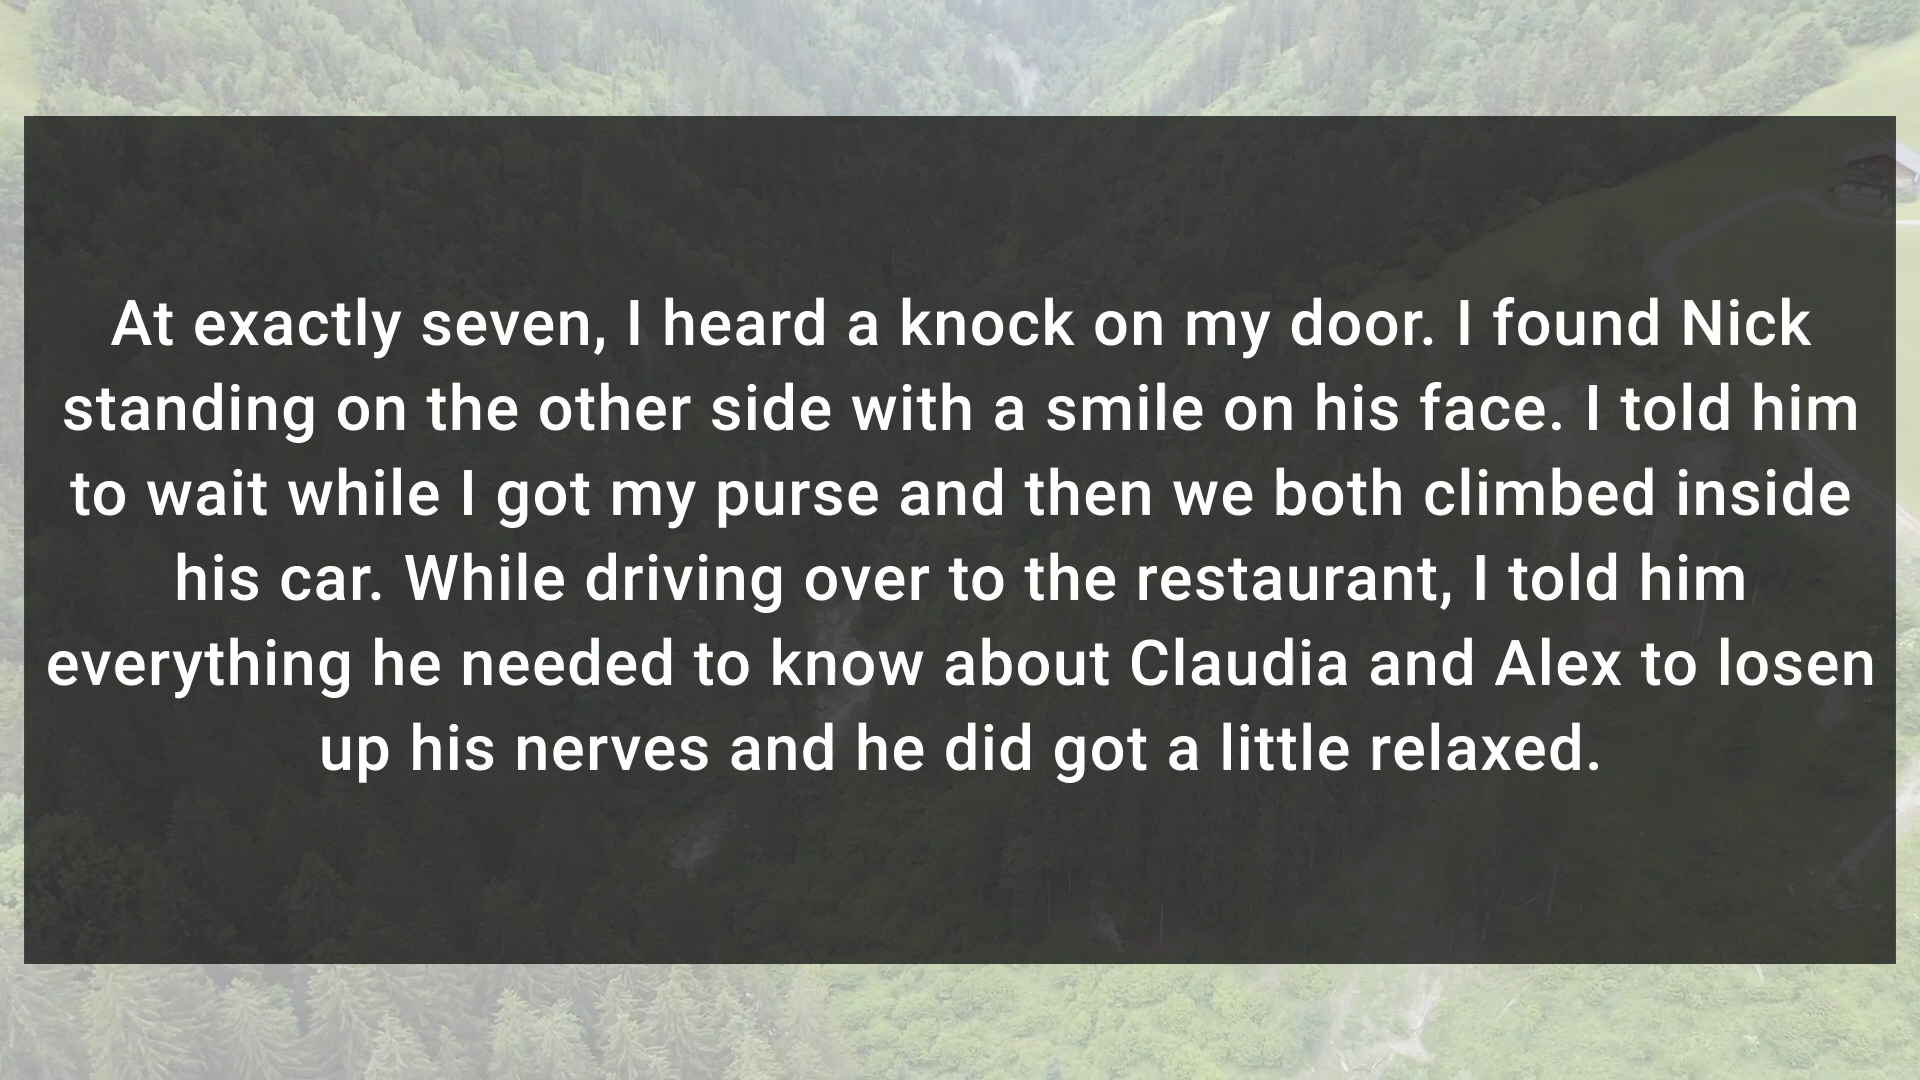 At exactly seven, I heard a knock on my door. I found Nick
standing on the other side with a smile on his face. I told him
to wait while I got my purse and then we both climbed inside
his car. While driving over to the restaurant, I told him
everything he needed to know about Claudia and Alex to losen
up his nerves and he did got a little relaxed.